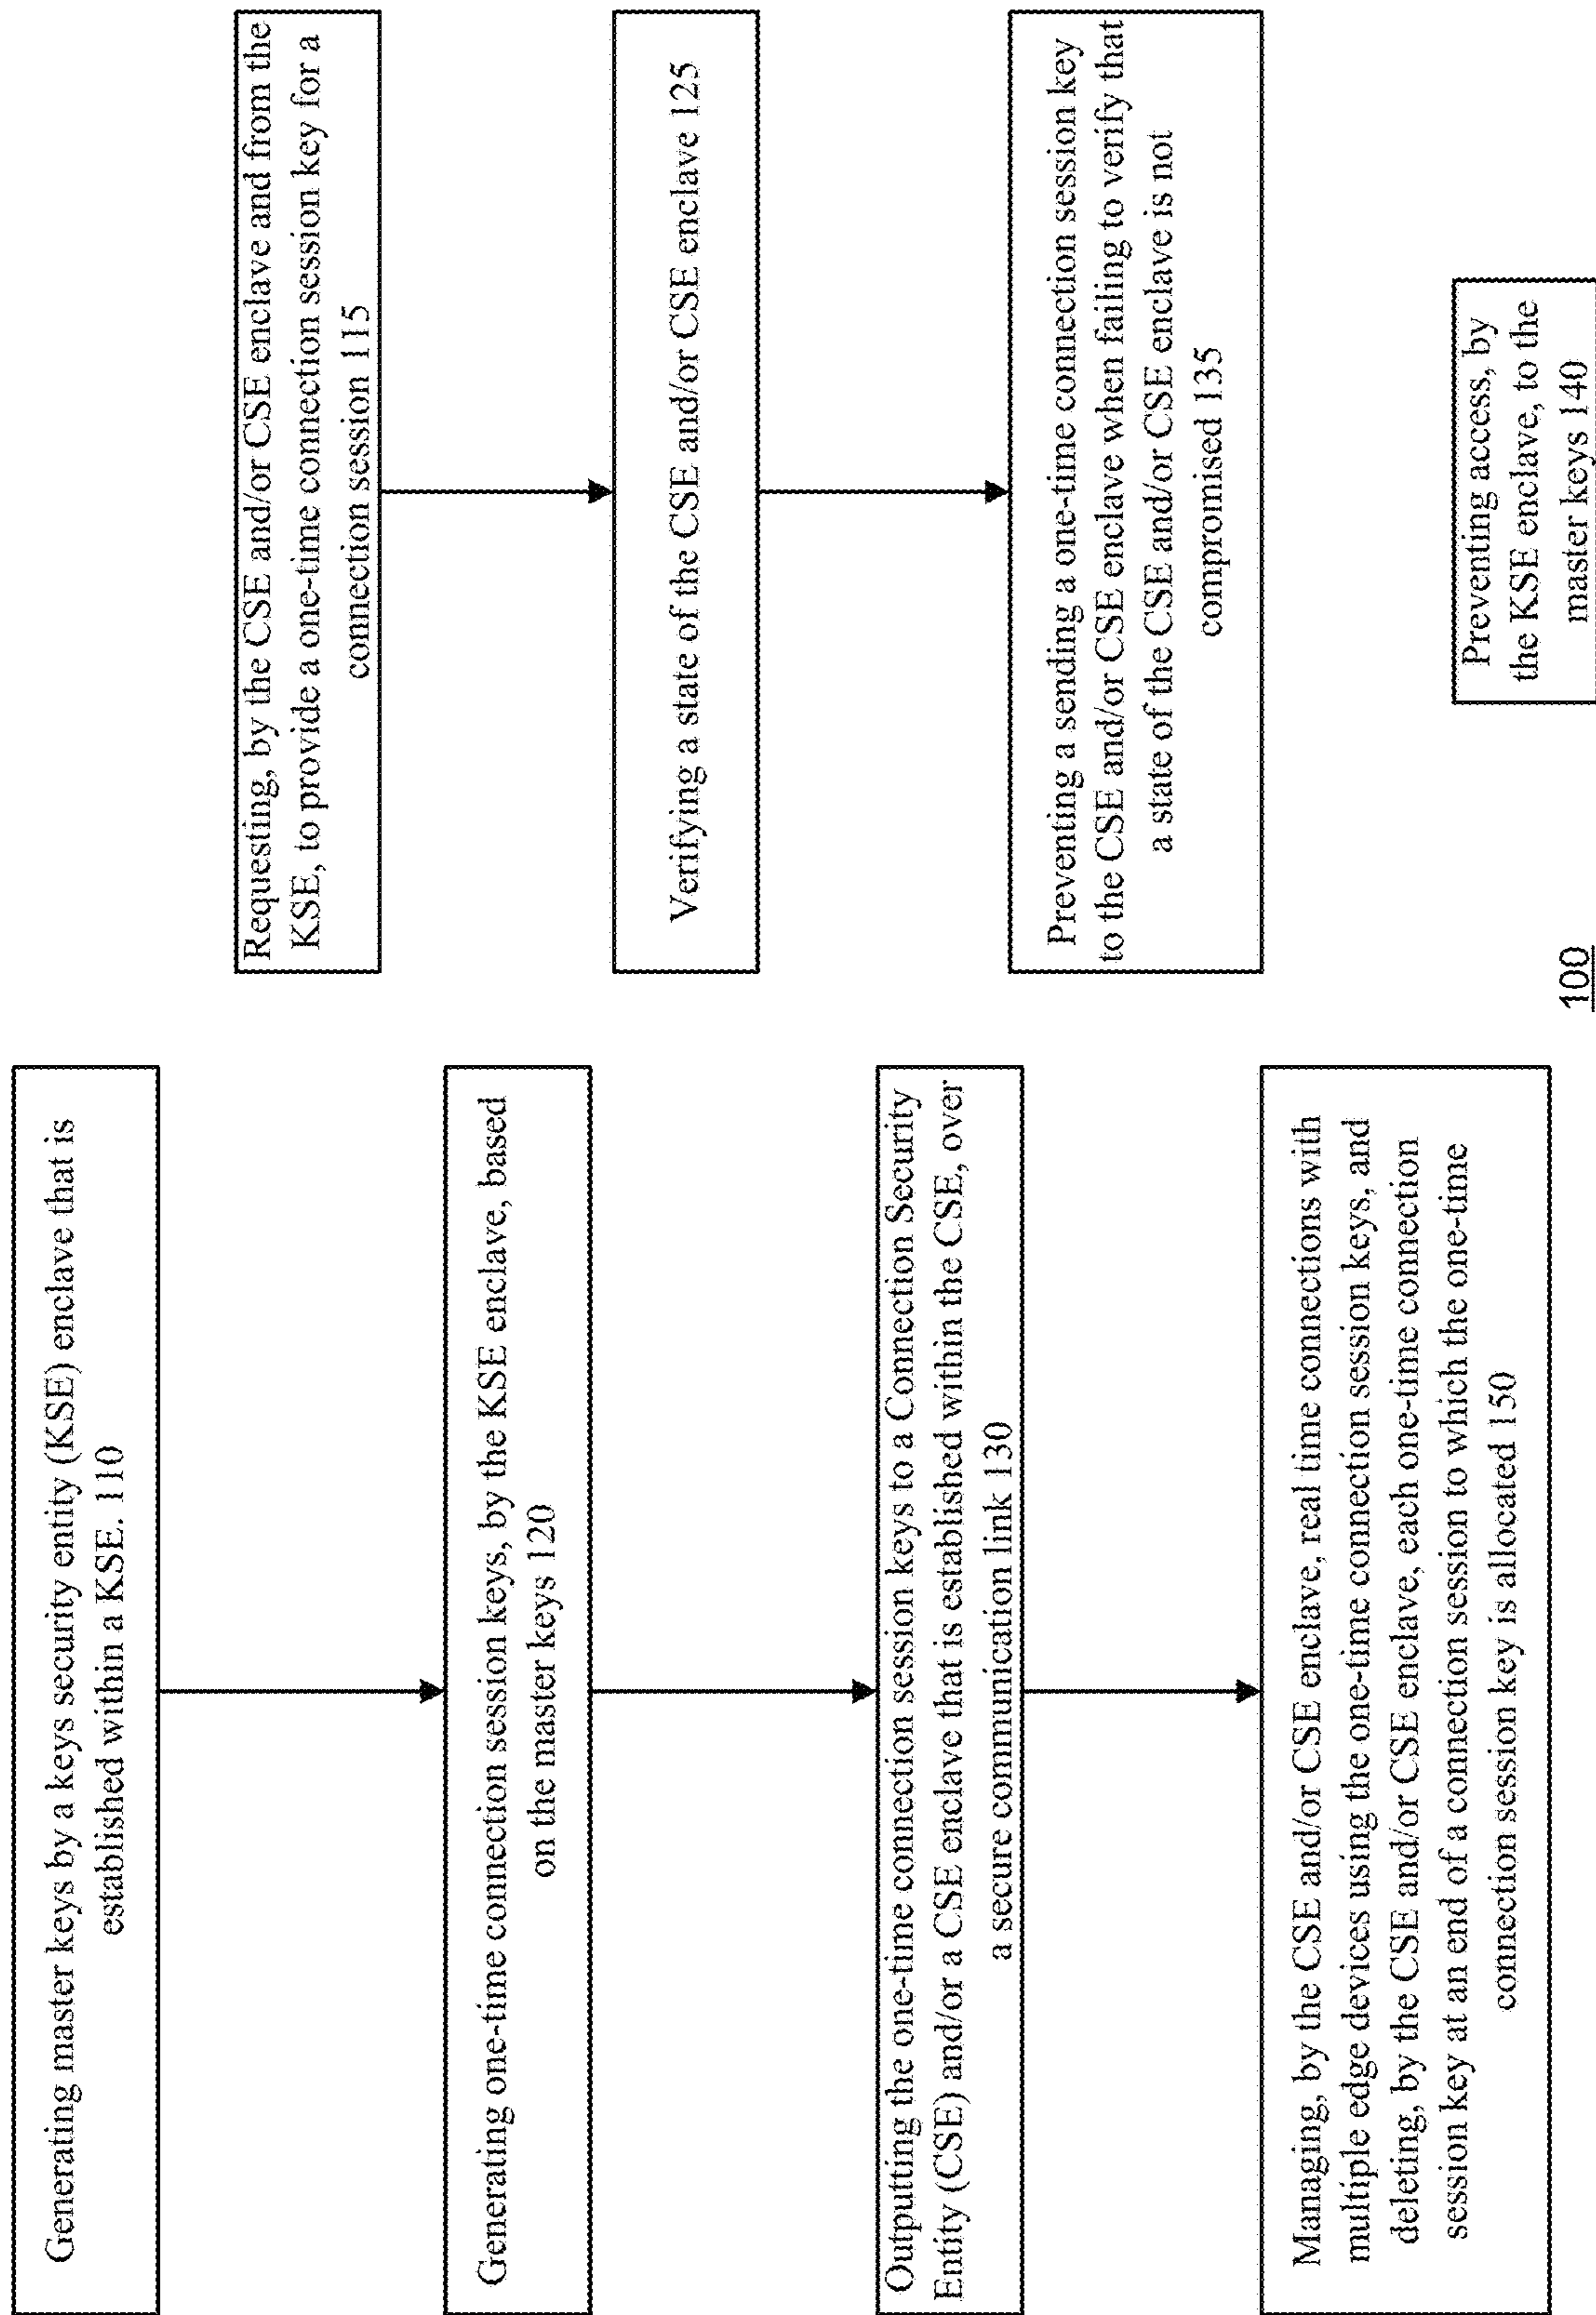 Generating master keys by a keys security entity (KSE) enclave that is
established within a KSE. 110
Generating one-time connection session keys, by the KSE enclave, based
on the master keys 120
Outputting the one-time connection session keys to a Connection Security
Entity (CSE) and/or a CSE enclave that is established within the CSE, over
a secure communication link 130
Managing, by the CSE and/or CSE enclave, real time connections with
multiple edge devices using the one-time connection session keys, and
deleting, by the CSE and/or CSE enclave, each one-time connection
session key at an end of a connection session to which the one-time
connection session key is allocated 150
Requesting, by the CSE and/or CSE enclave and from the
KSE, to provide a one-time connection session key for a
connection session 115
Verifying a state of the CSE and/or CSE enclave 125
Preventing a sending a one-time connection session key
to the CSE and/or CSE enclave when failing to verify that
a state of the CSE and/or CSE enclave is not
compromised 135
Preventing access, by
the KSE enclave, to the
master keys 140
100